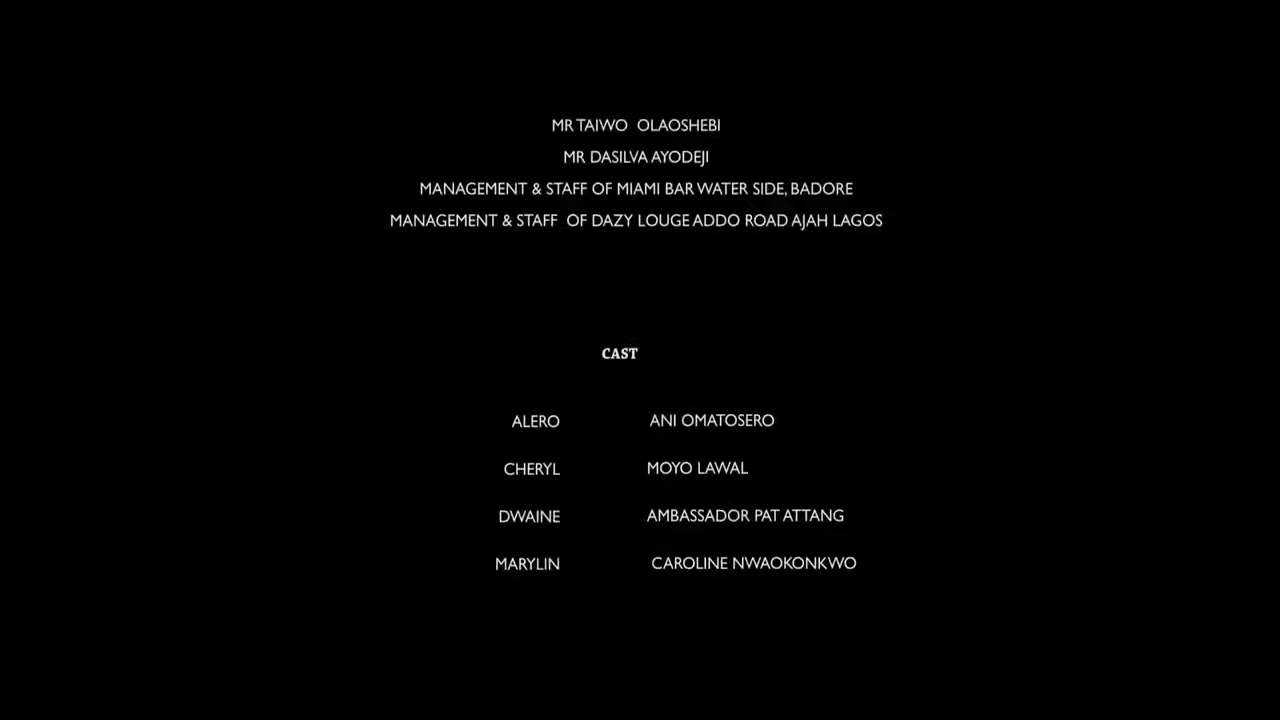 MR TAIWO OLAOSHEBI
MR DASILVA AYODEJI
MANAGEMENT & STAFF OF MIAMI BAR WATER SIDE, BADORE
MANAGEMENT & STAFF OF DAZY LOUGE ADDO ROAD AJAH LAGOS
CAST
ALERO ANI OMATOSERO
CHERYL MOYO LAWAL
DWAINE AMBASSADOR PAT ATTANG
MARYLIN CAROLINE NWAOKONKWO